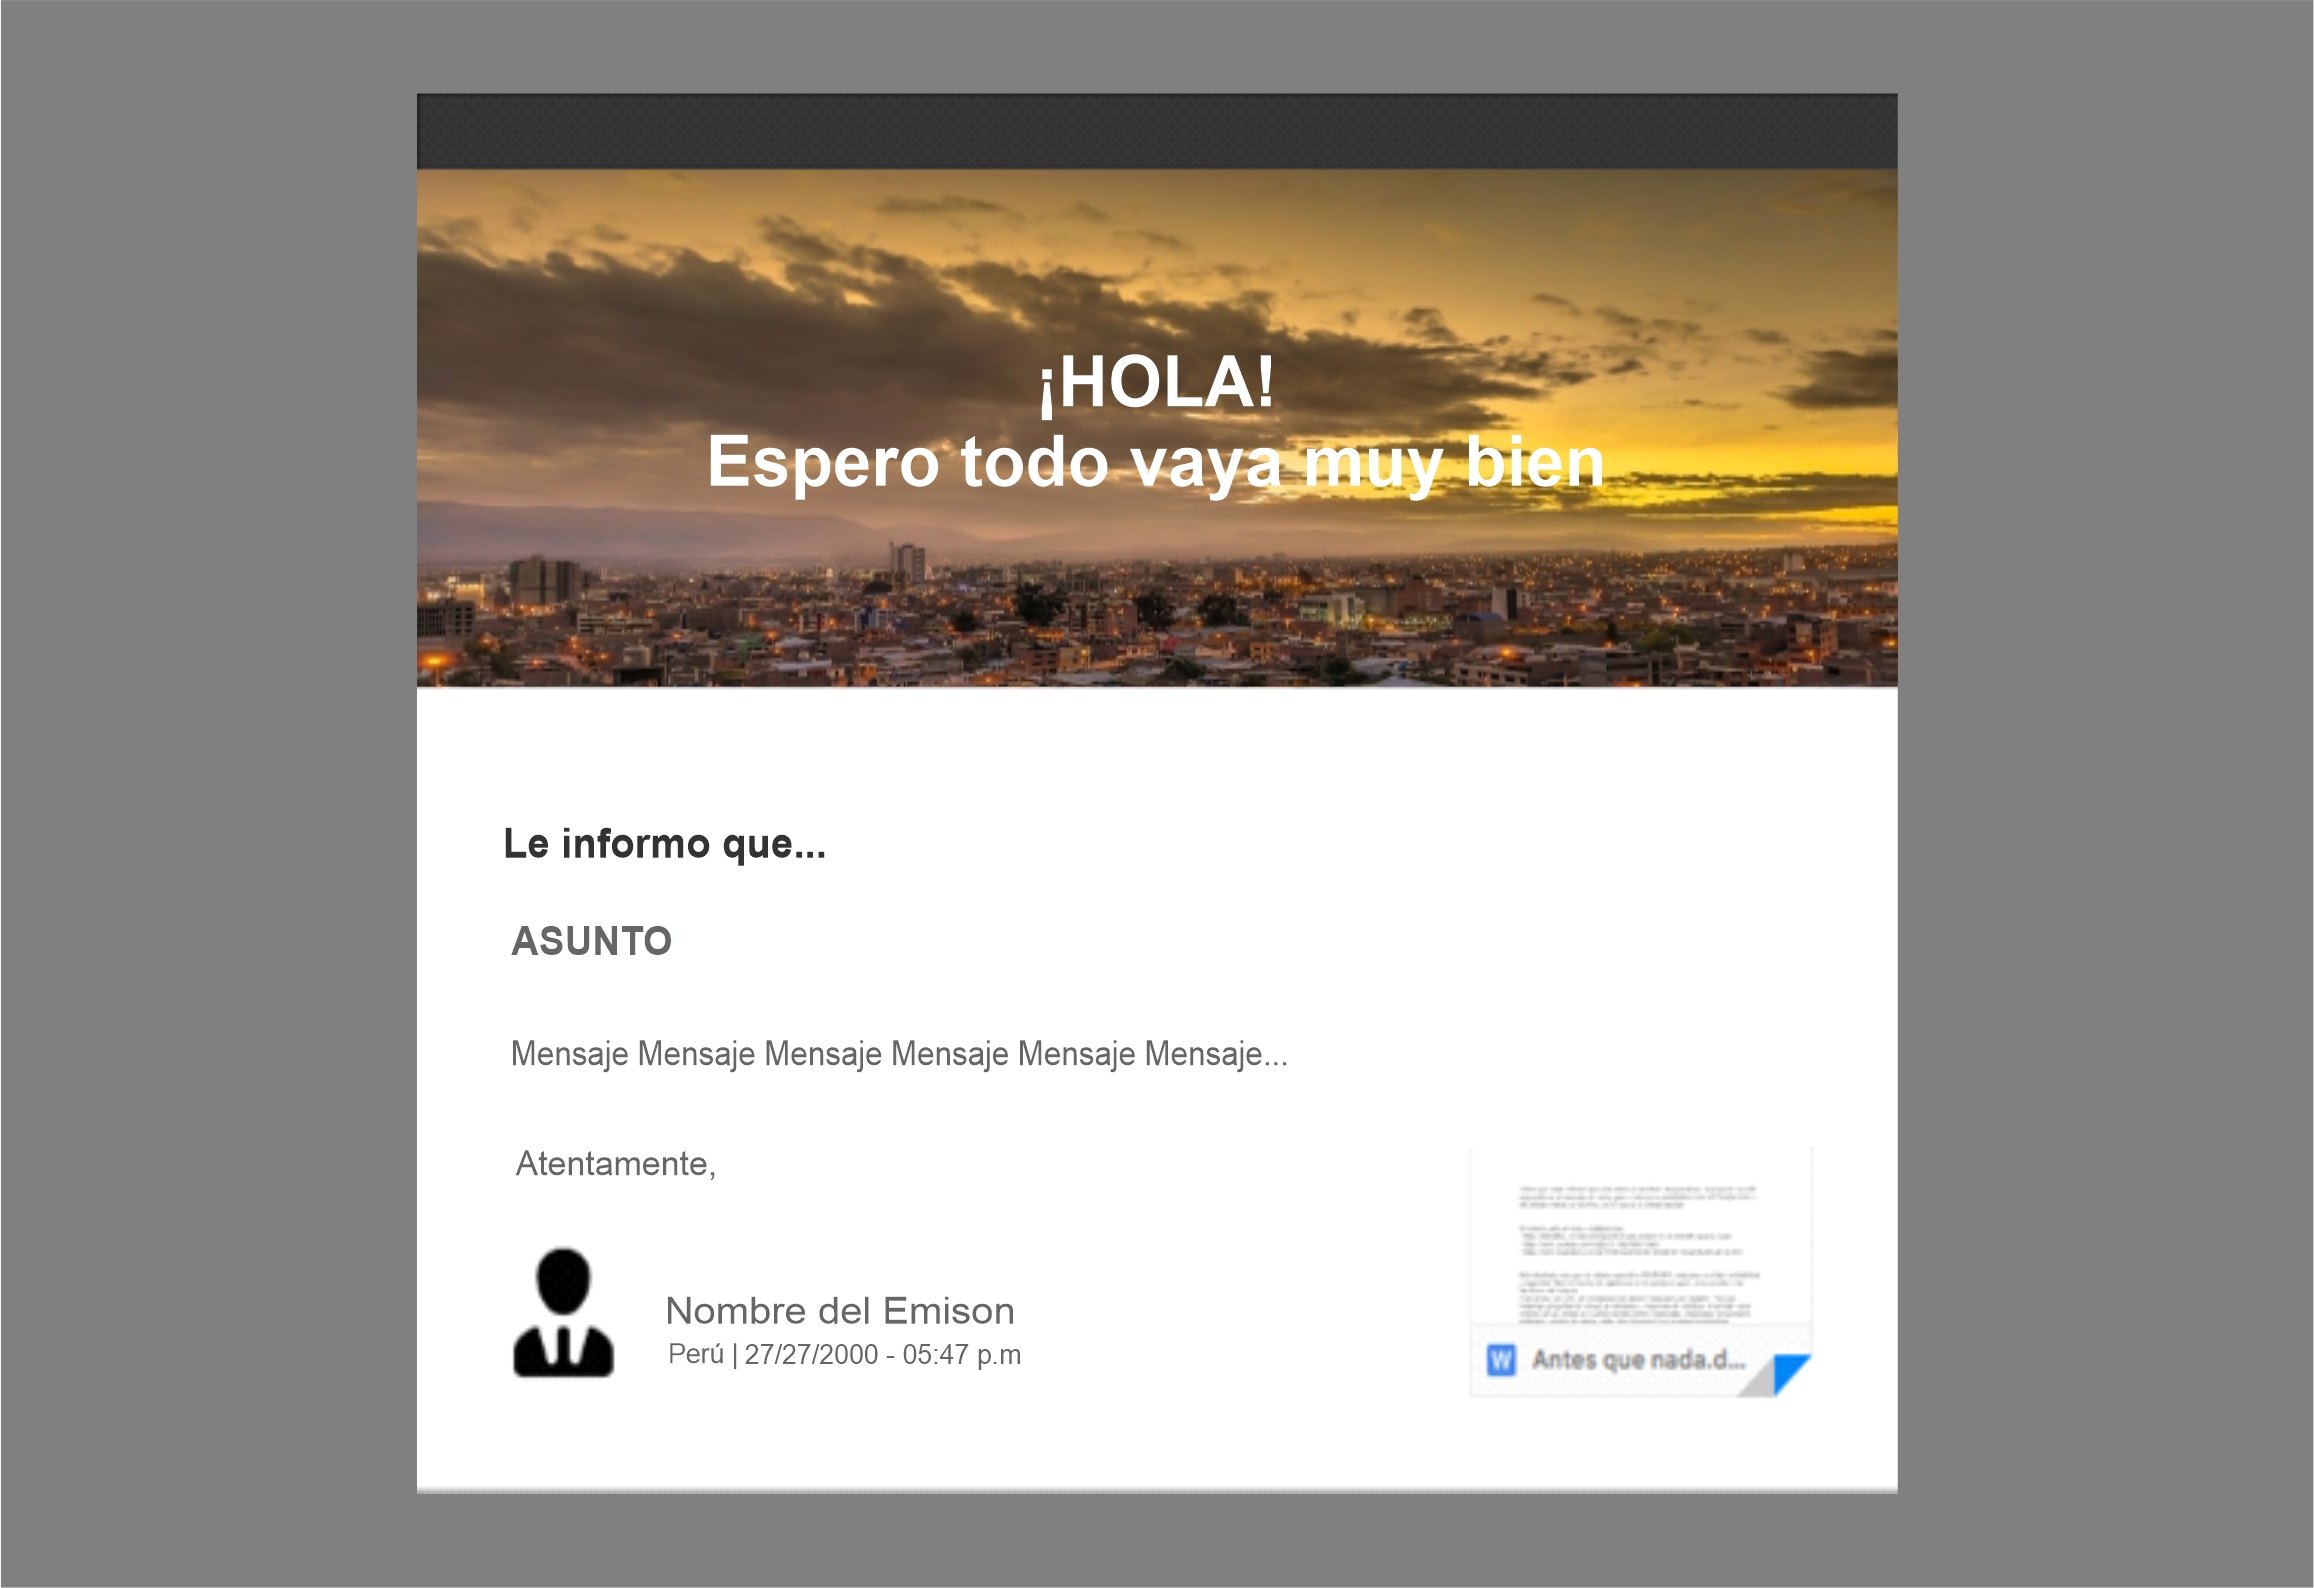 ¡HOLA!
Espero todo vaya muy bien
Le informo que...
ASUNTO
Mensaje Mensaje Mensaje Mensaje Mensaje Mensaje...
Atentamente,
Nombre del Emison
Perú | 27/27/2000 - 05:47 p.m
W Antes que nada.d...